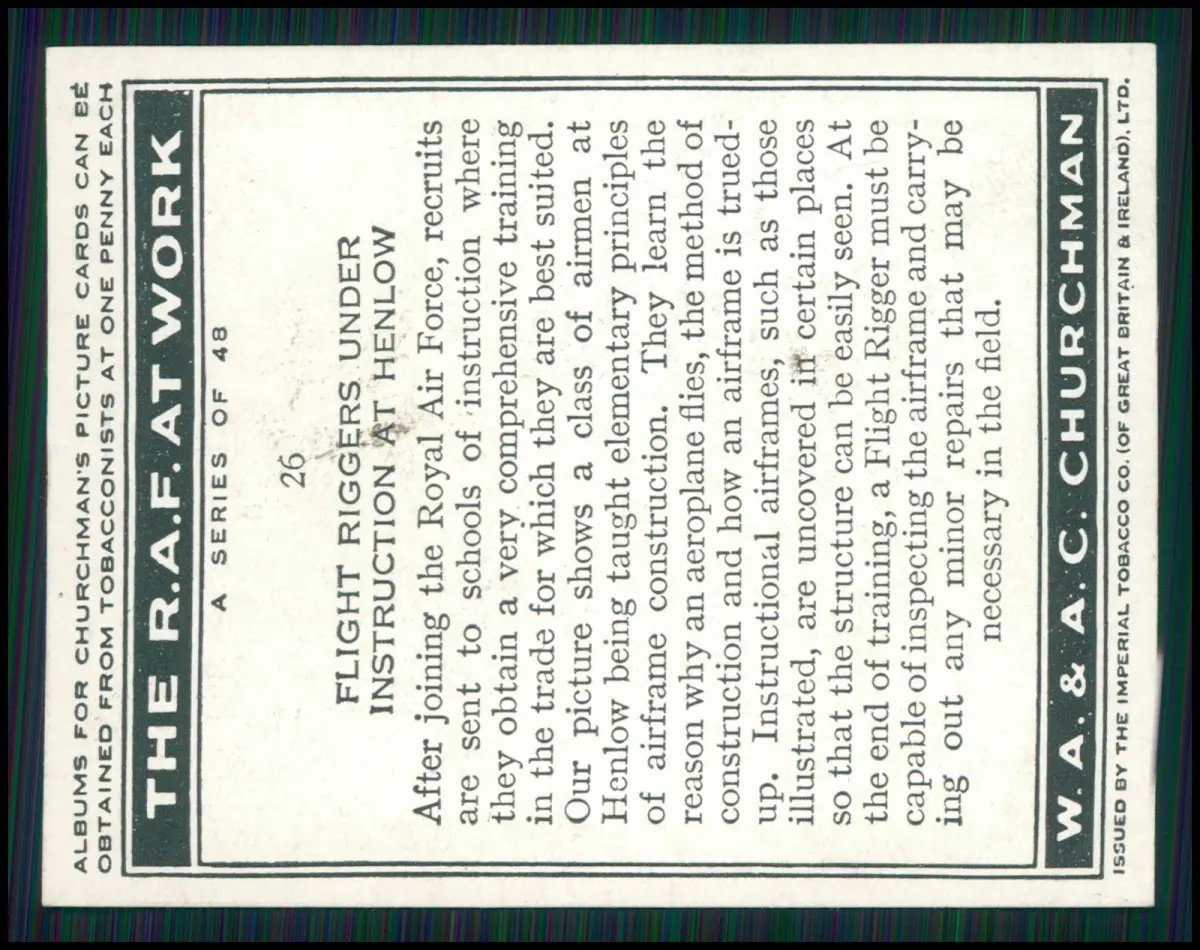 ALBUMS FOR CHURCHMAN'S PICTURE CARDS CAN BE
OBTAINED FROM TOBACCONISTS AT ONE PENNY EACH
THE R.A.F. AT WORK
A SERIES OF 48
26
FLIGHT RIGGERS UNDER
INSTRUCTION AT HENLOW
After joining the Royal Air Force, recruits
are sent to schools of instruction where
they obtain a very comprehensive training
in the trade for which they are best suited.
Our picture shows a class of airmen at
Henlow being taught elementary principles
of airframe construction. They learn the
reason why an aeroplane flies, the method of
construction and how an airframe is trued-
up. Instructional airframes, such as those
illustrated, are uncovered in certain places
so that the structure can be easily seen. At
the end of training, a Flight Rigger must be
capable of inspecting the airframe and carry-
ing out any minor repairs that may be
necessary in the field.
W. A. & A. C. CHURCHMAN
ISSUED BY THE IMPERIAL TOBACCO CO. (OF GREAT BRITAIN & IRELAND), LTD.